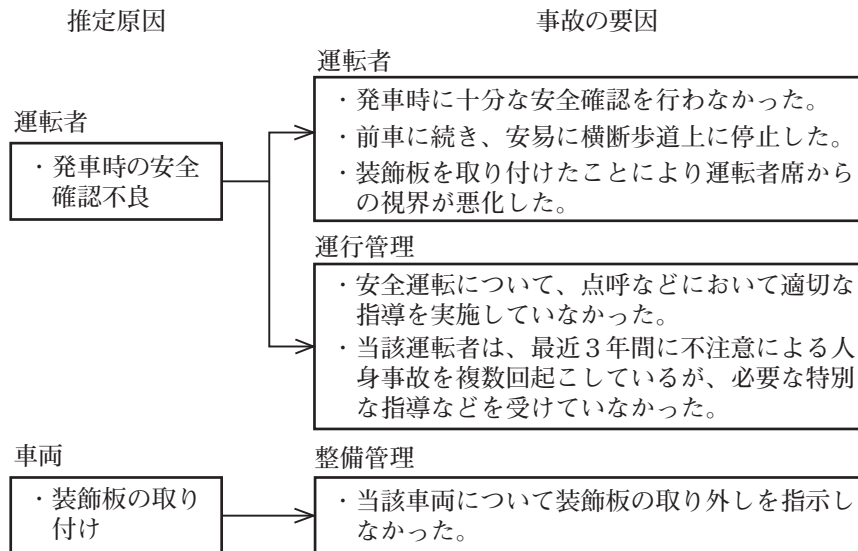 推定原因
事故の要因
運転者
・発車時の安全
確認不良
運転者
・発車時に十分な安全確認を行わなかった。
・前車に続き、安易に横断歩道上に停止した。
・装飾板を取り付けたことにより運転者席から
の視界が悪化した。
運行管理
・安全運転について、点呼などにおいて適切な
指導を実施していなかった。
・当該運転者は、最近３年間に不注意による人
身事故を複数回起こしているが、必要な特別
な指導などを受けていなかった。
車両
・装飾板の取り
付け
整備管理
・当該車両について装飾板の取り外しを指示し
なかった。